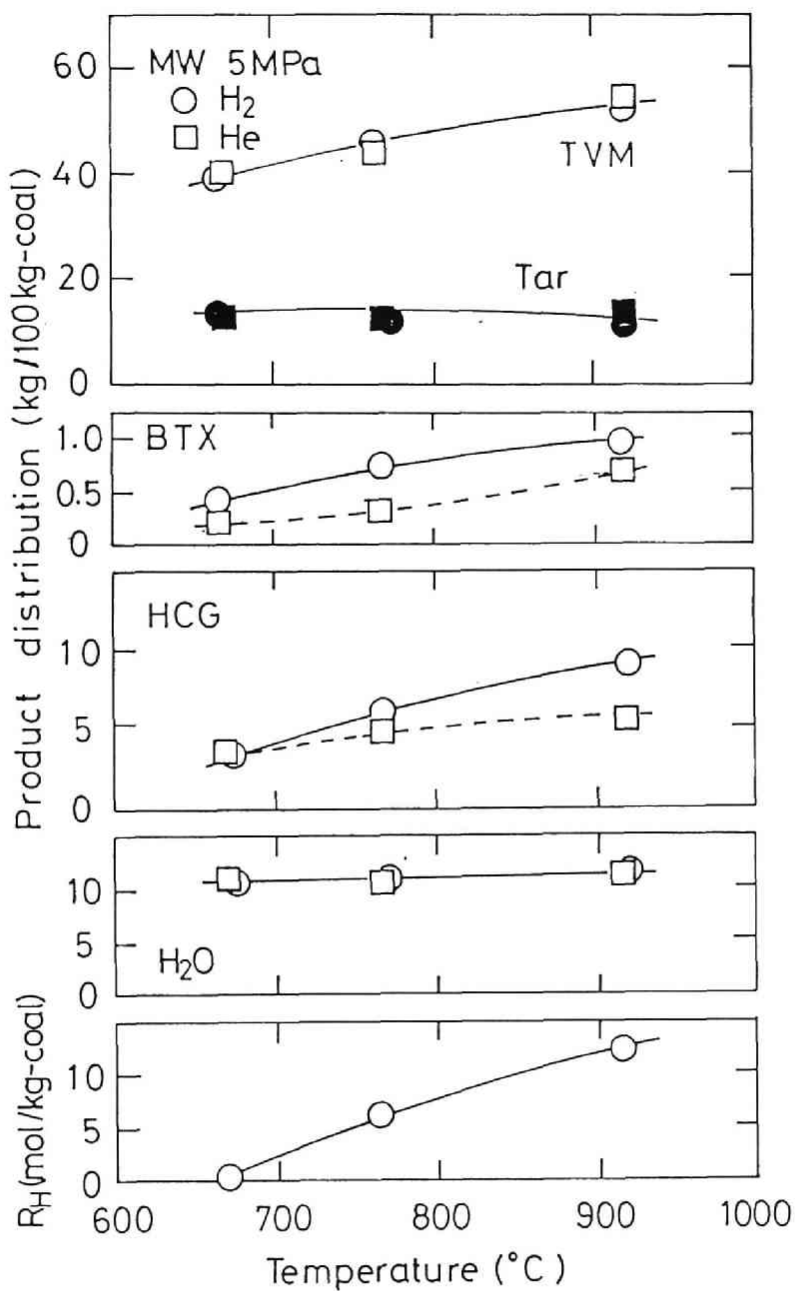 60
MW 5MPa
○ H₂
□ He
40
TVM
20
Tar
0
BTX
1.0
0.5
0
HCG
10
5
0
10
5
H₂O
0
10
5
0
600 700 800 900 1000
Temperature (°C)
Product distribution (kg/100kg-coal)
R_H (mol/kg-coal)